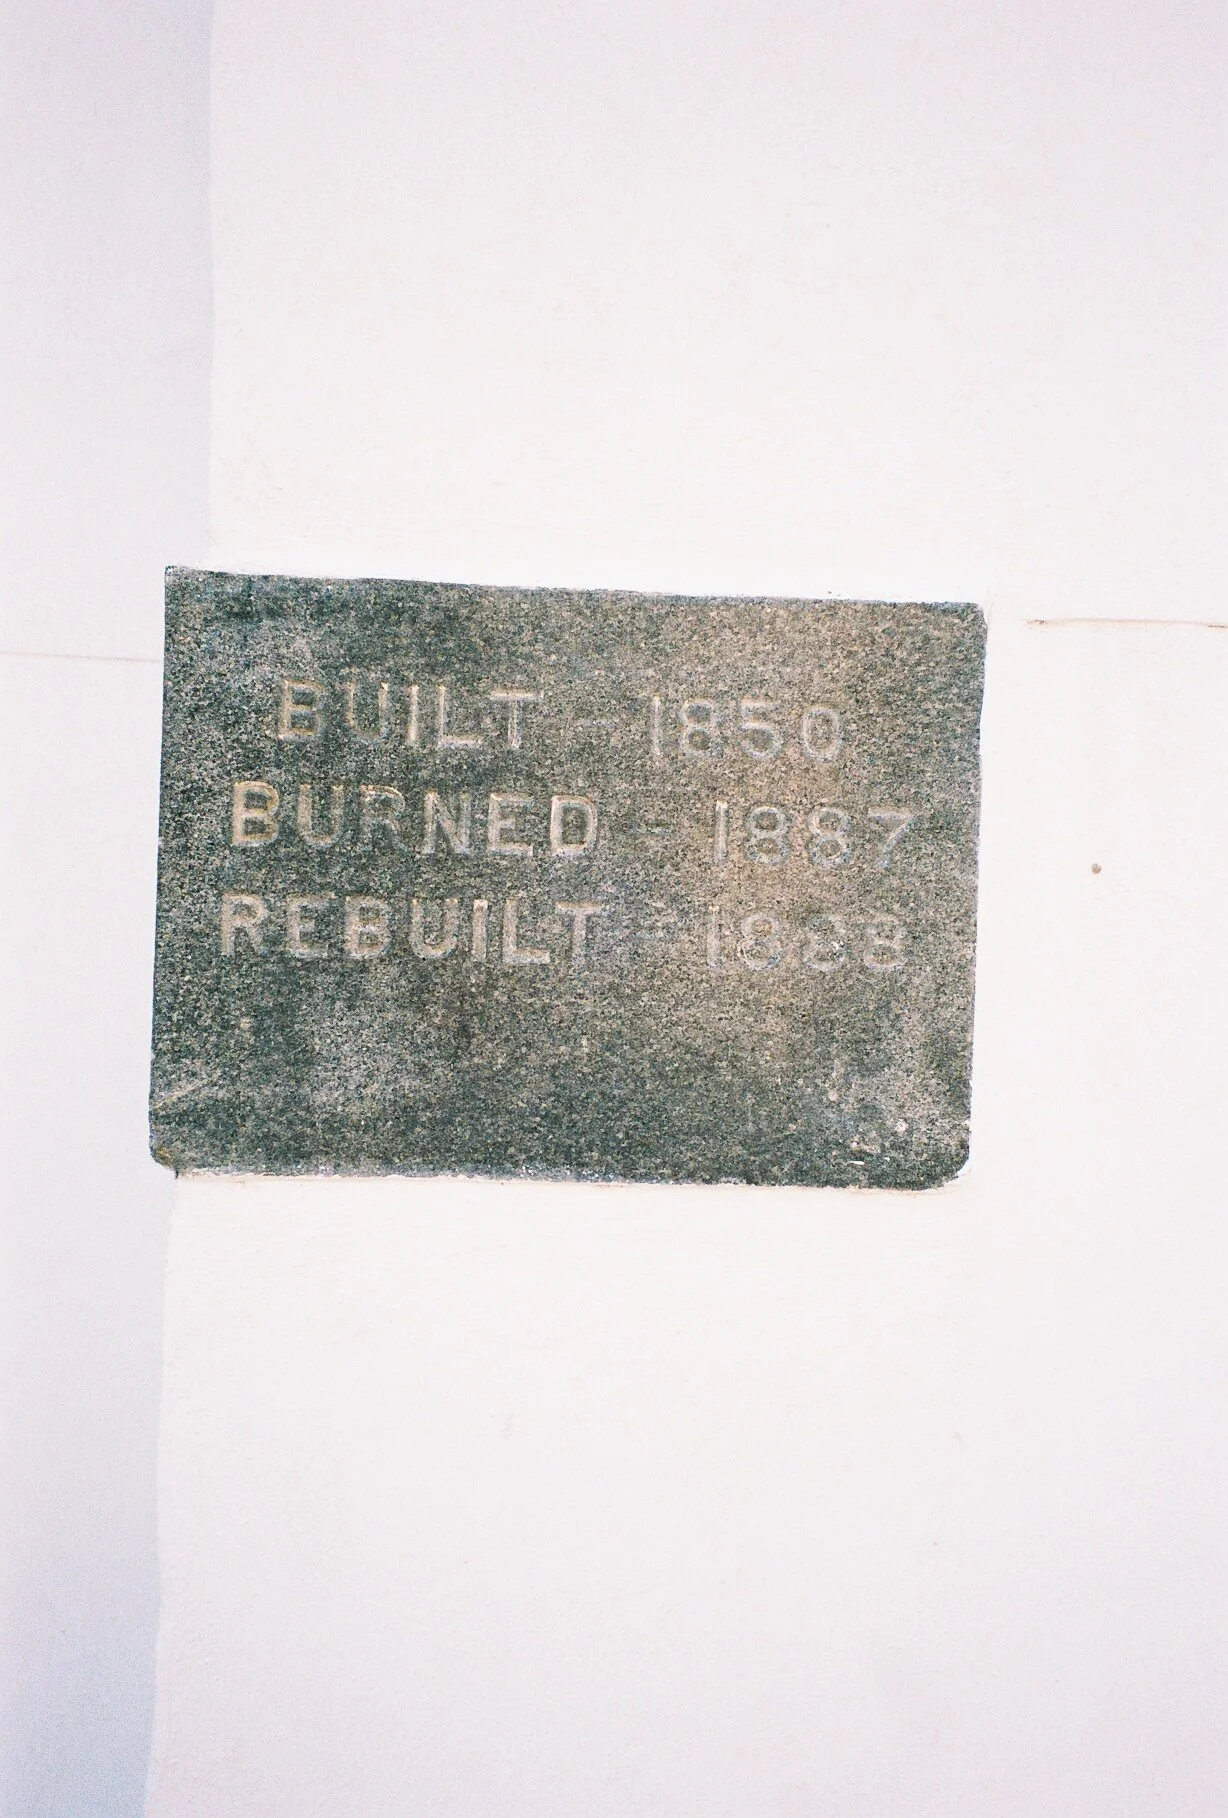 BUILT - 1850
BURNED - 1887
REBUILT - 1888